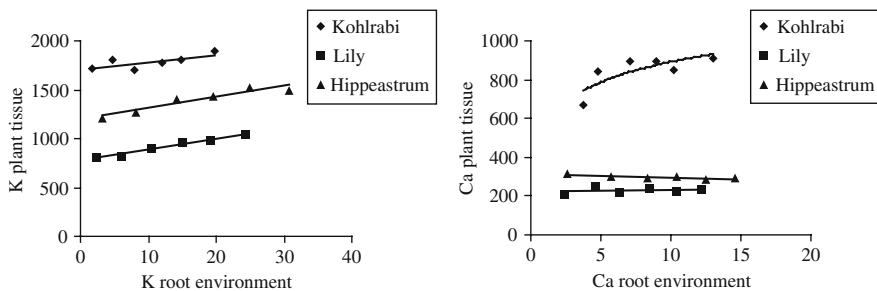 Kohlrabi
Lily
Hippeastrum
2000
1500
1000
500
0
K plant tissue
0
10
20
30
40
K root environment
Kohlrabi
Lily
Hippeastrum
1000
800
600
400
200
0
Ca plant tissue
0
5
10
15
20
Ca root environment